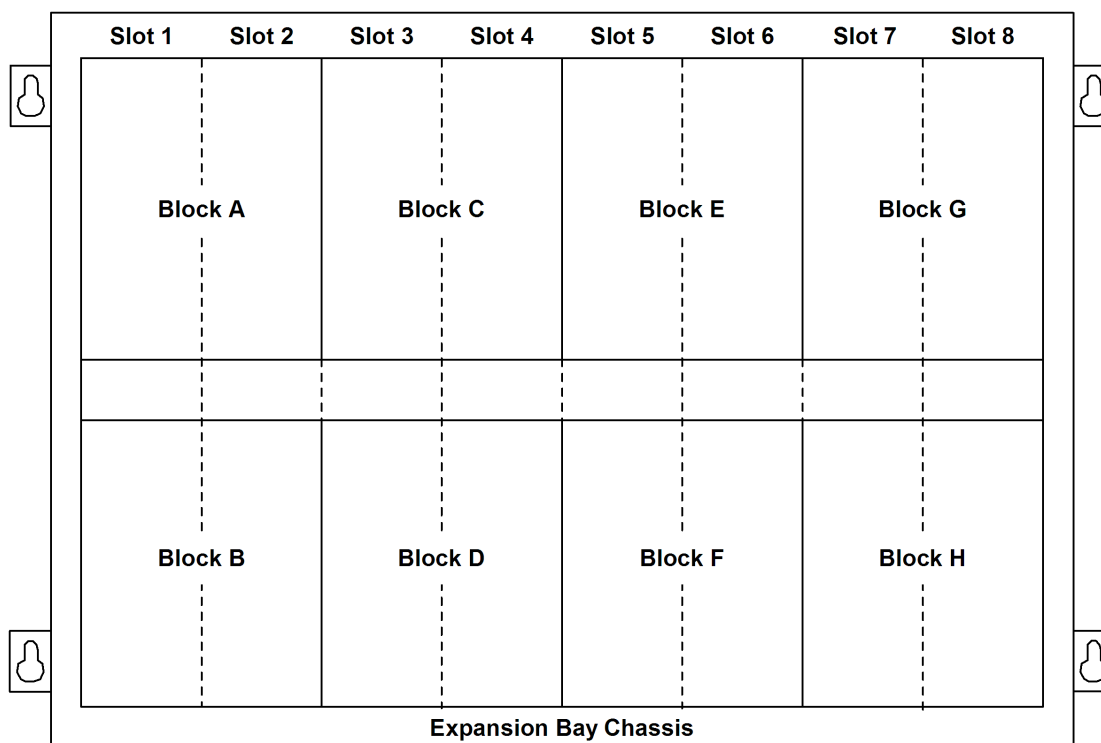 Slot 1 Slot 2 Slot 3 Slot 4 Slot 5 Slot 6 Slot 7 Slot 8
Block A Block C Block E Block G
Block B Block D Block F Block H
Expansion Bay Chassis